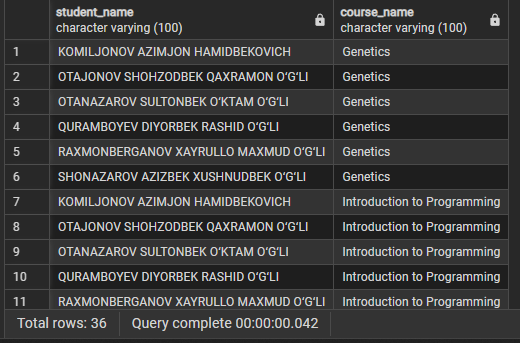 student_name course_name
character varying (100) character varying (100)
1 KOMILJONOV AZIMJON HAMIDBEKOVICH Genetics
2 OTAJONOV SHOHZODBEK QAXRAMON O‘G‘LI Genetics
3 OTANAZAROV SULTONBEK O‘KTAM O‘G‘LI Genetics
4 QURAMBOYEV DIYORBEK RASHID O‘G‘LI Genetics
5 RAXMONBERGANOV XAYRULLO MAXMUD O‘G‘LI Genetics
6 SHONAZAROV AZIZBEK XUSHNUDBEK O‘G‘LI Genetics
7 KOMILJONOV AZIMJON HAMIDBEKOVICH Introduction to Programming
8 OTAJONOV SHOHZODBEK QAXRAMON O‘G‘LI Introduction to Programming
9 OTANAZAROV SULTONBEK O‘KTAM O‘G‘LI Introduction to Programming
10 QURAMBOYEV DIYORBEK RASHID O‘G‘LI Introduction to Programming
11 RAXMONBERGANOV XAYRULLO MAXMUD O‘G‘LI Introduction to Programming
Total rows: 36 Query complete 00:00:00.042